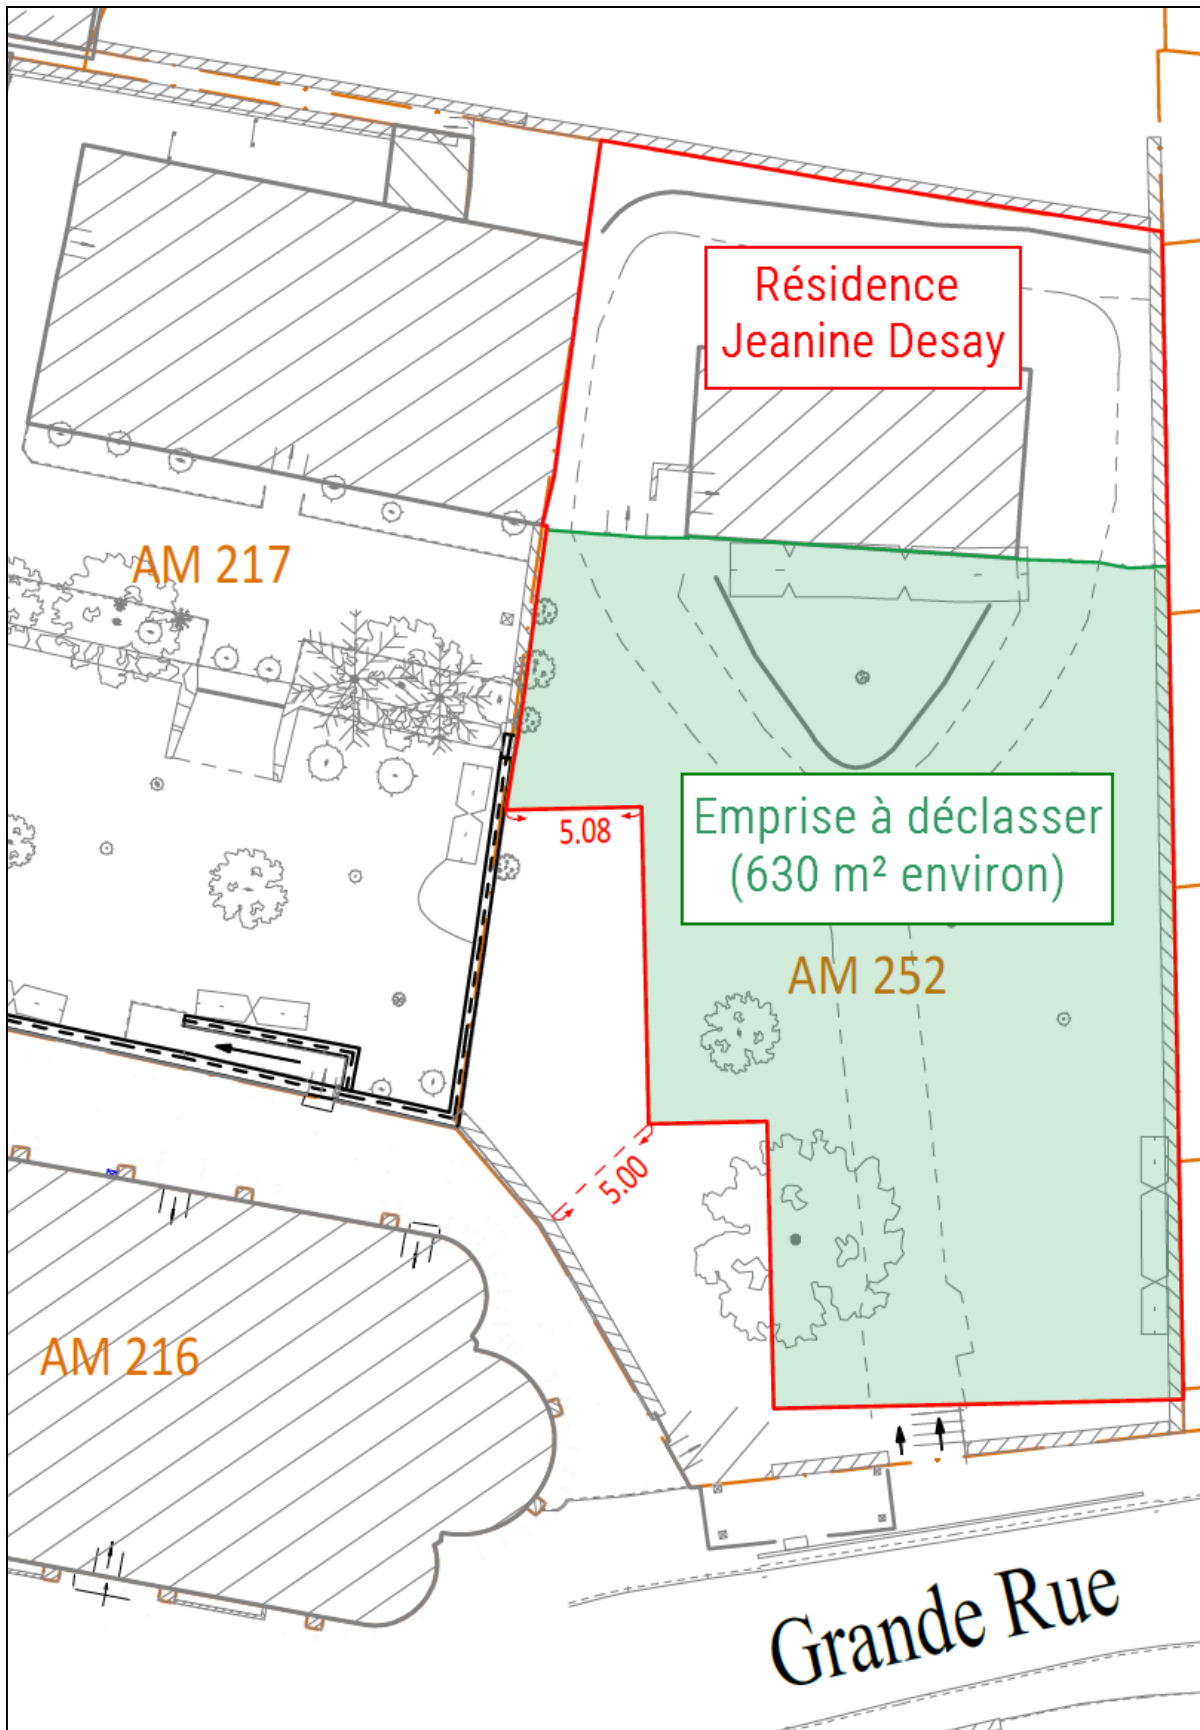 Résidence
Jeanine Desay
AM 217
5.08
Emprise à déclasser
(630 m² environ)
AM 252
5.00
AM 216
Grande Rue